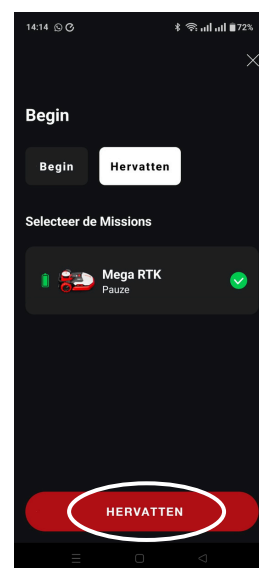 14:14
72%
Begin
Begin
Hervatten
Selecteer de Missions
Mega RTK
Pauze
HERVATTEN